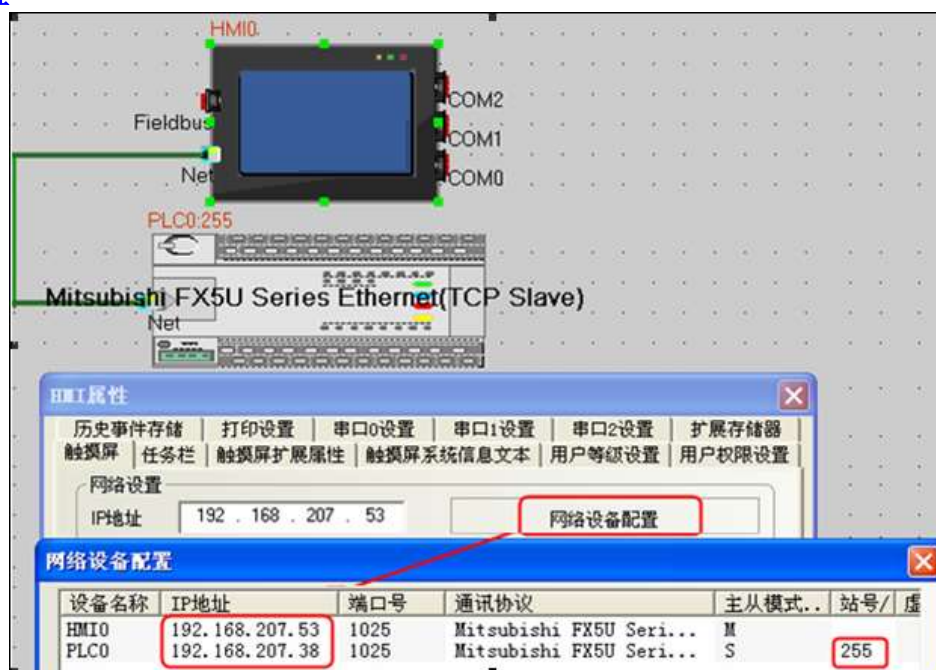 HMI0
COM2
Fieldbus
COM1
Net
COM0
PLC0:255
Mitsubishi FX5U Series Ethernet(TCP Slave)
Net
HMI属性
历史事件存储 打印设置 串口0设置 串口1设置 串口2设置 扩展存储器
触摸屏 任务栏 触摸屏扩展属性 触摸屏系统信息文本 用户等级设置 用户权限设置
网络设置
IP地址 192 . 168 . 207 . 53 网络设备配置
网络设备配置
设备名称 IP地址 端口号 通讯协议 主从模式.. 站号/ 虚
HMI0 192.168.207.53 1025 Mitsubishi FX5U Seri... M
PLC0 192.168.207.38 1025 Mitsubishi FX5U Seri... S 255